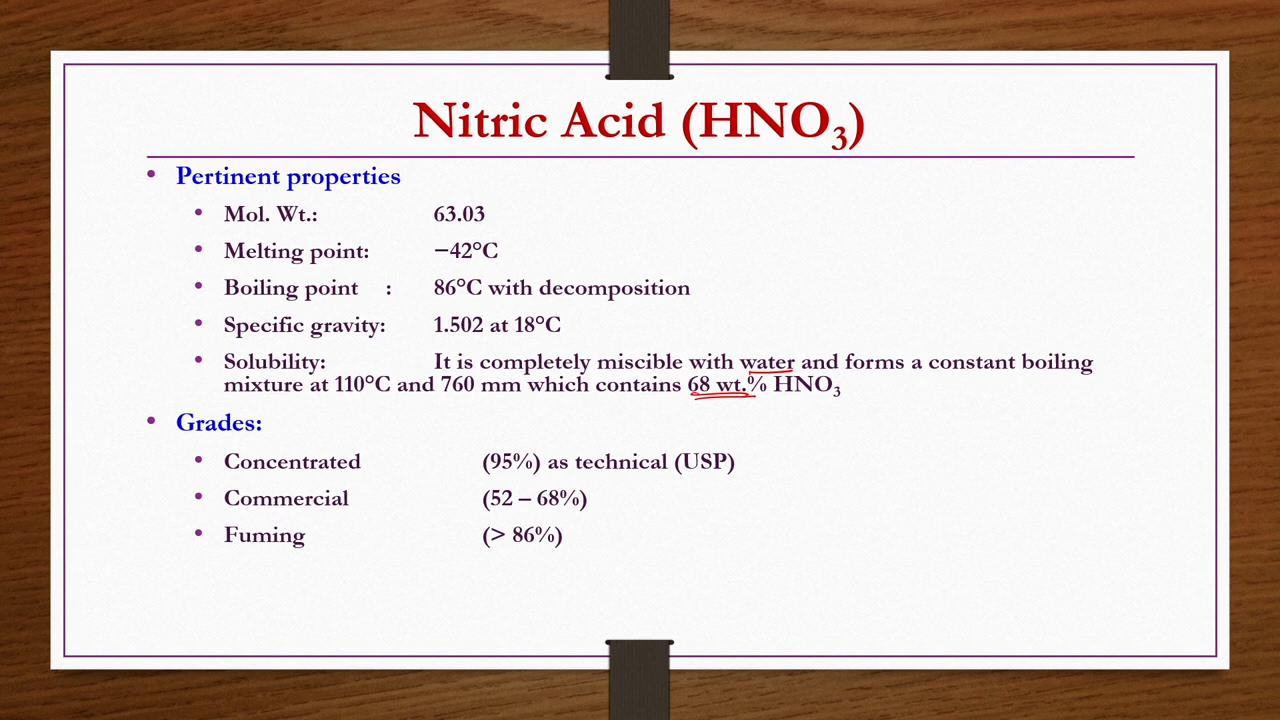 Nitric Acid (HNO₃)
• Pertinent properties
• Mol. Wt.: 63.03
• Melting point: −42°C
• Boiling point : 86°C with decomposition
• Specific gravity: 1.502 at 18°C
• Solubility: It is completely miscible with water and forms a constant boiling
mixture at 110°C and 760 mm which contains 68 wt.% HNO₃
• Grades:
• Concentrated (95%) as technical (USP)
• Commercial (52 – 68%)
• Fuming (> 86%)